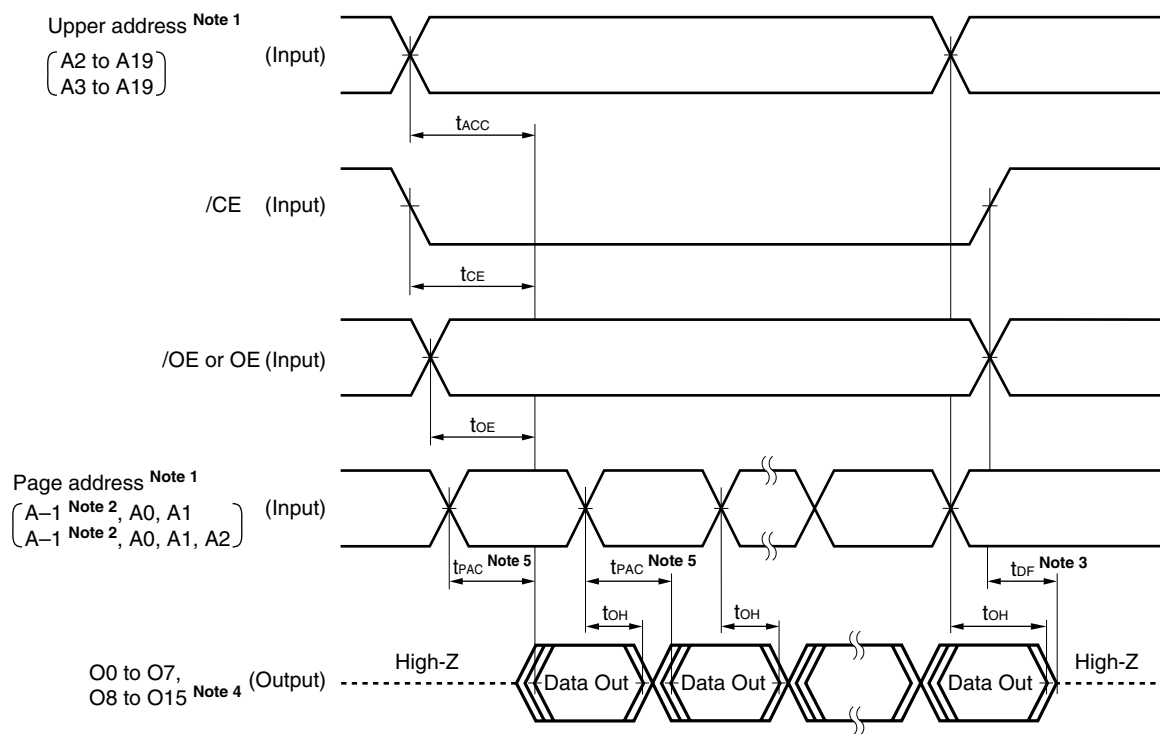 Upper address Note 1
A2 to A19
A3 to A19
(Input)
tACC
/CE (Input)
tCE
/OE or OE (Input)
tOE
Page address Note 1
A–1 Note 2, A0, A1
A–1 Note 2, A0, A1, A2
(Input)
tPAC Note 5
tPAC Note 5
tDF Note 3
tOH
tOH
tOH
O0 to O7,
O8 to O15 Note 4
(Output)
High-Z
Data Out
Data Out
Data Out
High-Z